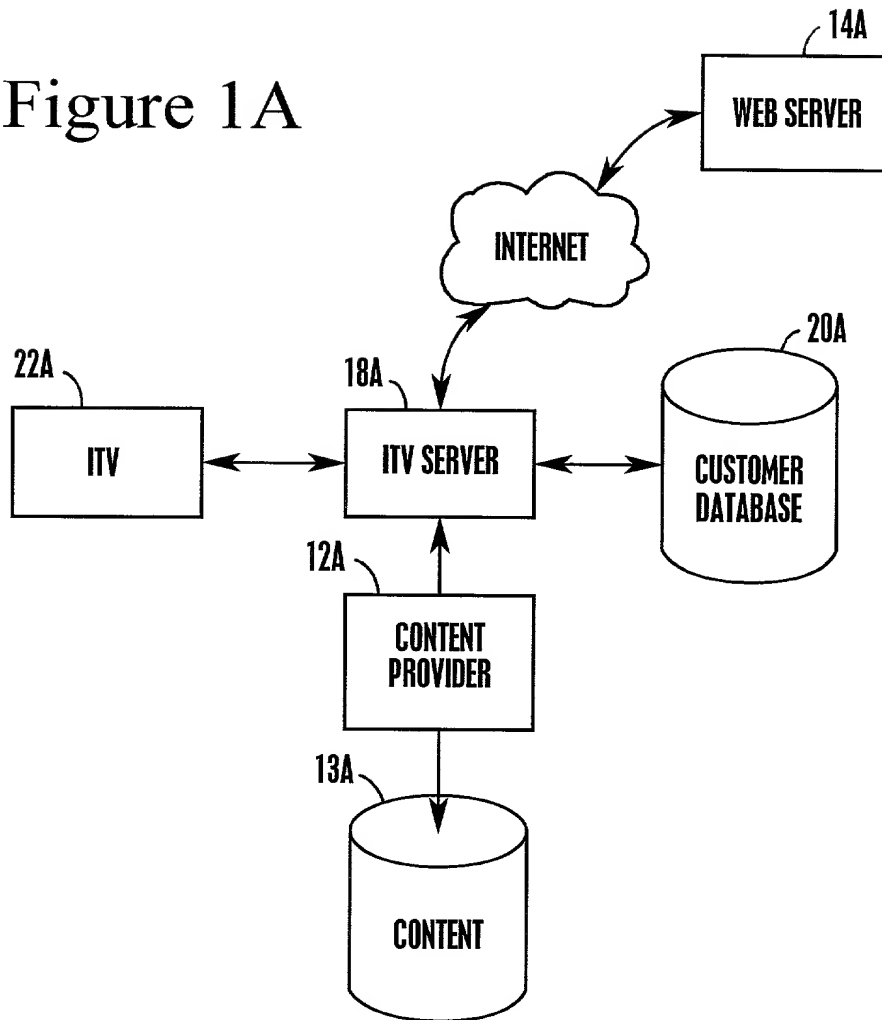 Figure 1A
14A
WEB SERVER
INTERNET
20A
22A
18A
ITV
ITV SERVER
CUSTOMER
DATABASE
12A
CONTENT
PROVIDER
13A
CONTENT